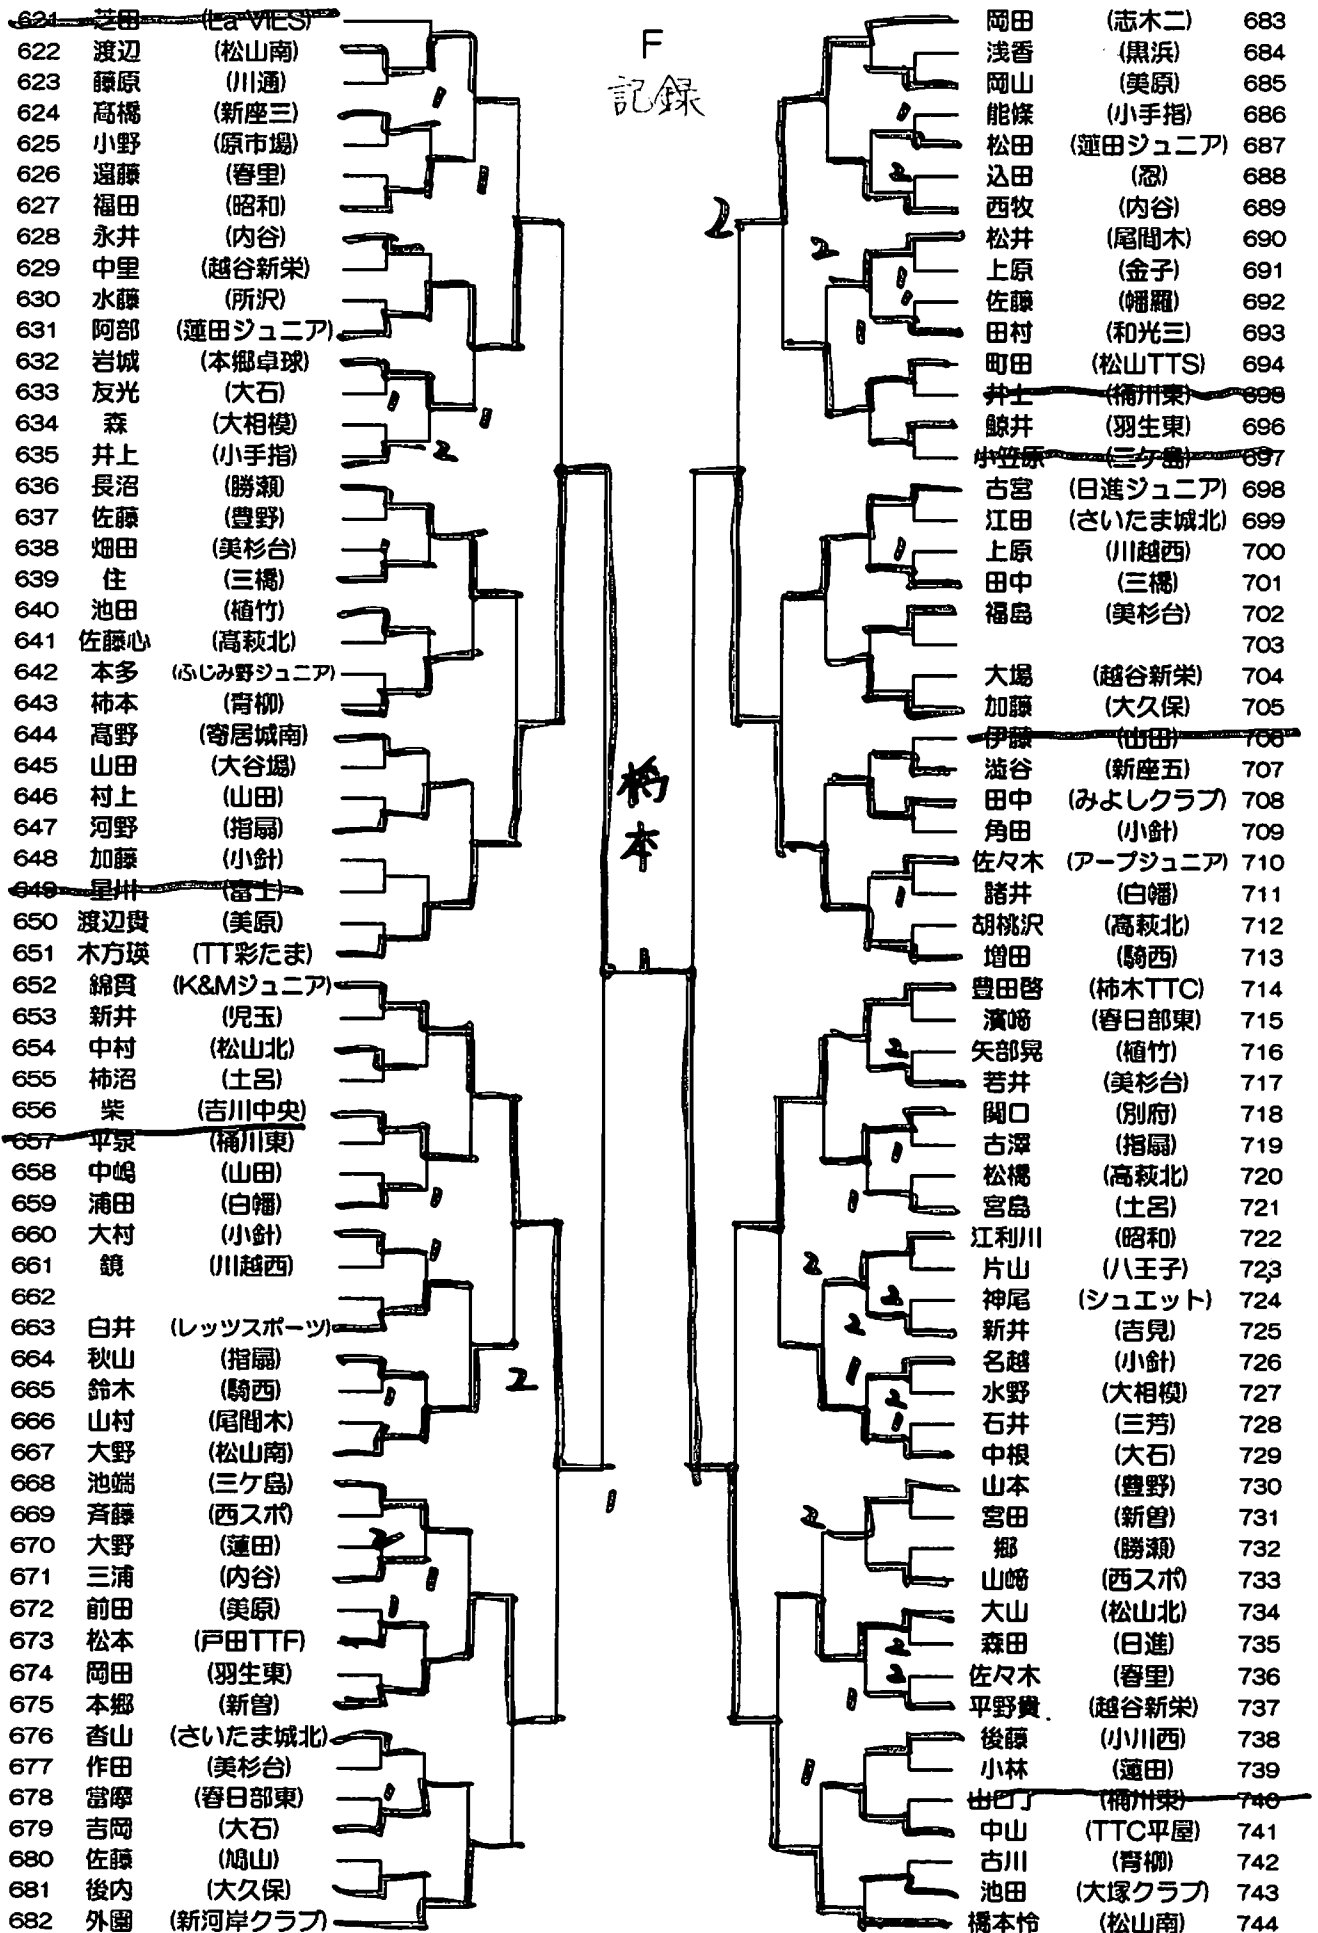 F
記録
621 芝田 (La VIES)
622 渡辺 (松山南)
623 藤原 (川通)
624 髙橋 (新座三)
625 小野 (原市場)
626 遠藤 (春里)
627 福田 (昭和)
628 永井 (内谷)
629 中里 (越谷新栄)
630 水藤 (所沢)
631 阿部 (蓮田ジュニア)
632 岩城 (本郷卓球)
633 友光 (大石)
634 森 (大相模)
635 井上 (小手指)
636 長沼 (勝瀬)
637 佐藤 (豊野)
638 畑田 (美杉台)
639 住 (三橋)
640 池田 (植竹)
641 佐藤心 (高萩北)
642 本多 (ふじみ野ジュニア)
643 柿本 (青柳)
644 高野 (寄居城南)
645 山田 (大谷場)
646 村上 (山田)
647 河野 (指扇)
648 加藤 (小針)
649 星川 (富士)
650 渡辺貴 (美原)
651 木方瑛 (TT彩たま)
652 綿貫 (K&Mジュニア)
653 新井 (児玉)
654 中村 (松山北)
655 柿沼 (土呂)
656 柴 (吉川中央)
657 平泉 (桶川東)
658 中嶋 (山田)
659 浦田 (白幡)
660 大村 (小針)
661 鏡 (川越西)
662
663 白井 (レッツスポーツ)
664 秋山 (指扇)
665 鈴木 (騎西)
666 山村 (尾間木)
667 大野 (松山南)
668 池端 (三ケ島)
669 斉藤 (西スポ)
670 大野 (蓮田)
671 三浦 (内谷)
672 前田 (美原)
673 松本 (戸田TTF)
674 岡田 (羽生東)
675 本郷 (新曽)
676 沓山 (さいたま城北)
677 作田 (美杉台)
678 當摩 (春日部東)
679 吉岡 (大石)
680 佐藤 (鳩山)
681 後内 (大久保)
682 外園 (新河岸クラブ)
橋本
岡田 (志木二) 683
浅香 (黒浜) 684
岡山 (美原) 685
能條 (小手指) 686
松田 (蓮田ジュニア) 687
込田 (忍) 688
西牧 (内谷) 689
松井 (尾間木) 690
上原 (金子) 691
佐藤 (幡羅) 692
田村 (和光三) 693
町田 (松山TTS) 694
井上 (桶川東) 695
鯨井 (羽生東) 696
小笠原 (三ケ島) 697
古宮 (日進ジュニア) 698
江田 (さいたま城北) 699
上原 (川越西) 700
田中 (三橋) 701
福島 (美杉台) 702
703
大場 (越谷新栄) 704
加藤 (大久保) 705
伊藤 (山田) 706
澁谷 (新座五) 707
田中 (みよしクラブ) 708
角田 (小針) 709
佐々木 (アープジュニア) 710
諸井 (白幡) 711
胡桃沢 (高萩北) 712
増田 (騎西) 713
豊田啓 (柿木TTC) 714
濱﨑 (春日部東) 715
矢部晃 (植竹) 716
若井 (美杉台) 717
関口 (別府) 718
古澤 (指扇) 719
松橋 (高萩北) 720
宮島 (土呂) 721
江利川 (昭和) 722
片山 (八王子) 723
神尾 (シュエット) 724
新井 (吉見) 725
名越 (小針) 726
水野 (大相模) 727
石井 (三芳) 728
中根 (大石) 729
山本 (豊野) 730
宮田 (新曽) 731
郷 (勝瀬) 732
山崎 (西スポ) 733
大山 (松山北) 734
森田 (日進) 735
佐々木 (春里) 736
平野貴 (越谷新栄) 737
後藤 (小川西) 738
小林 (蓮田) 739
山口丁 (桶川東) 740
中山 (TTC平屋) 741
古川 (青柳) 742
池田 (大塚クラブ) 743
橋本怜 (松山南) 744